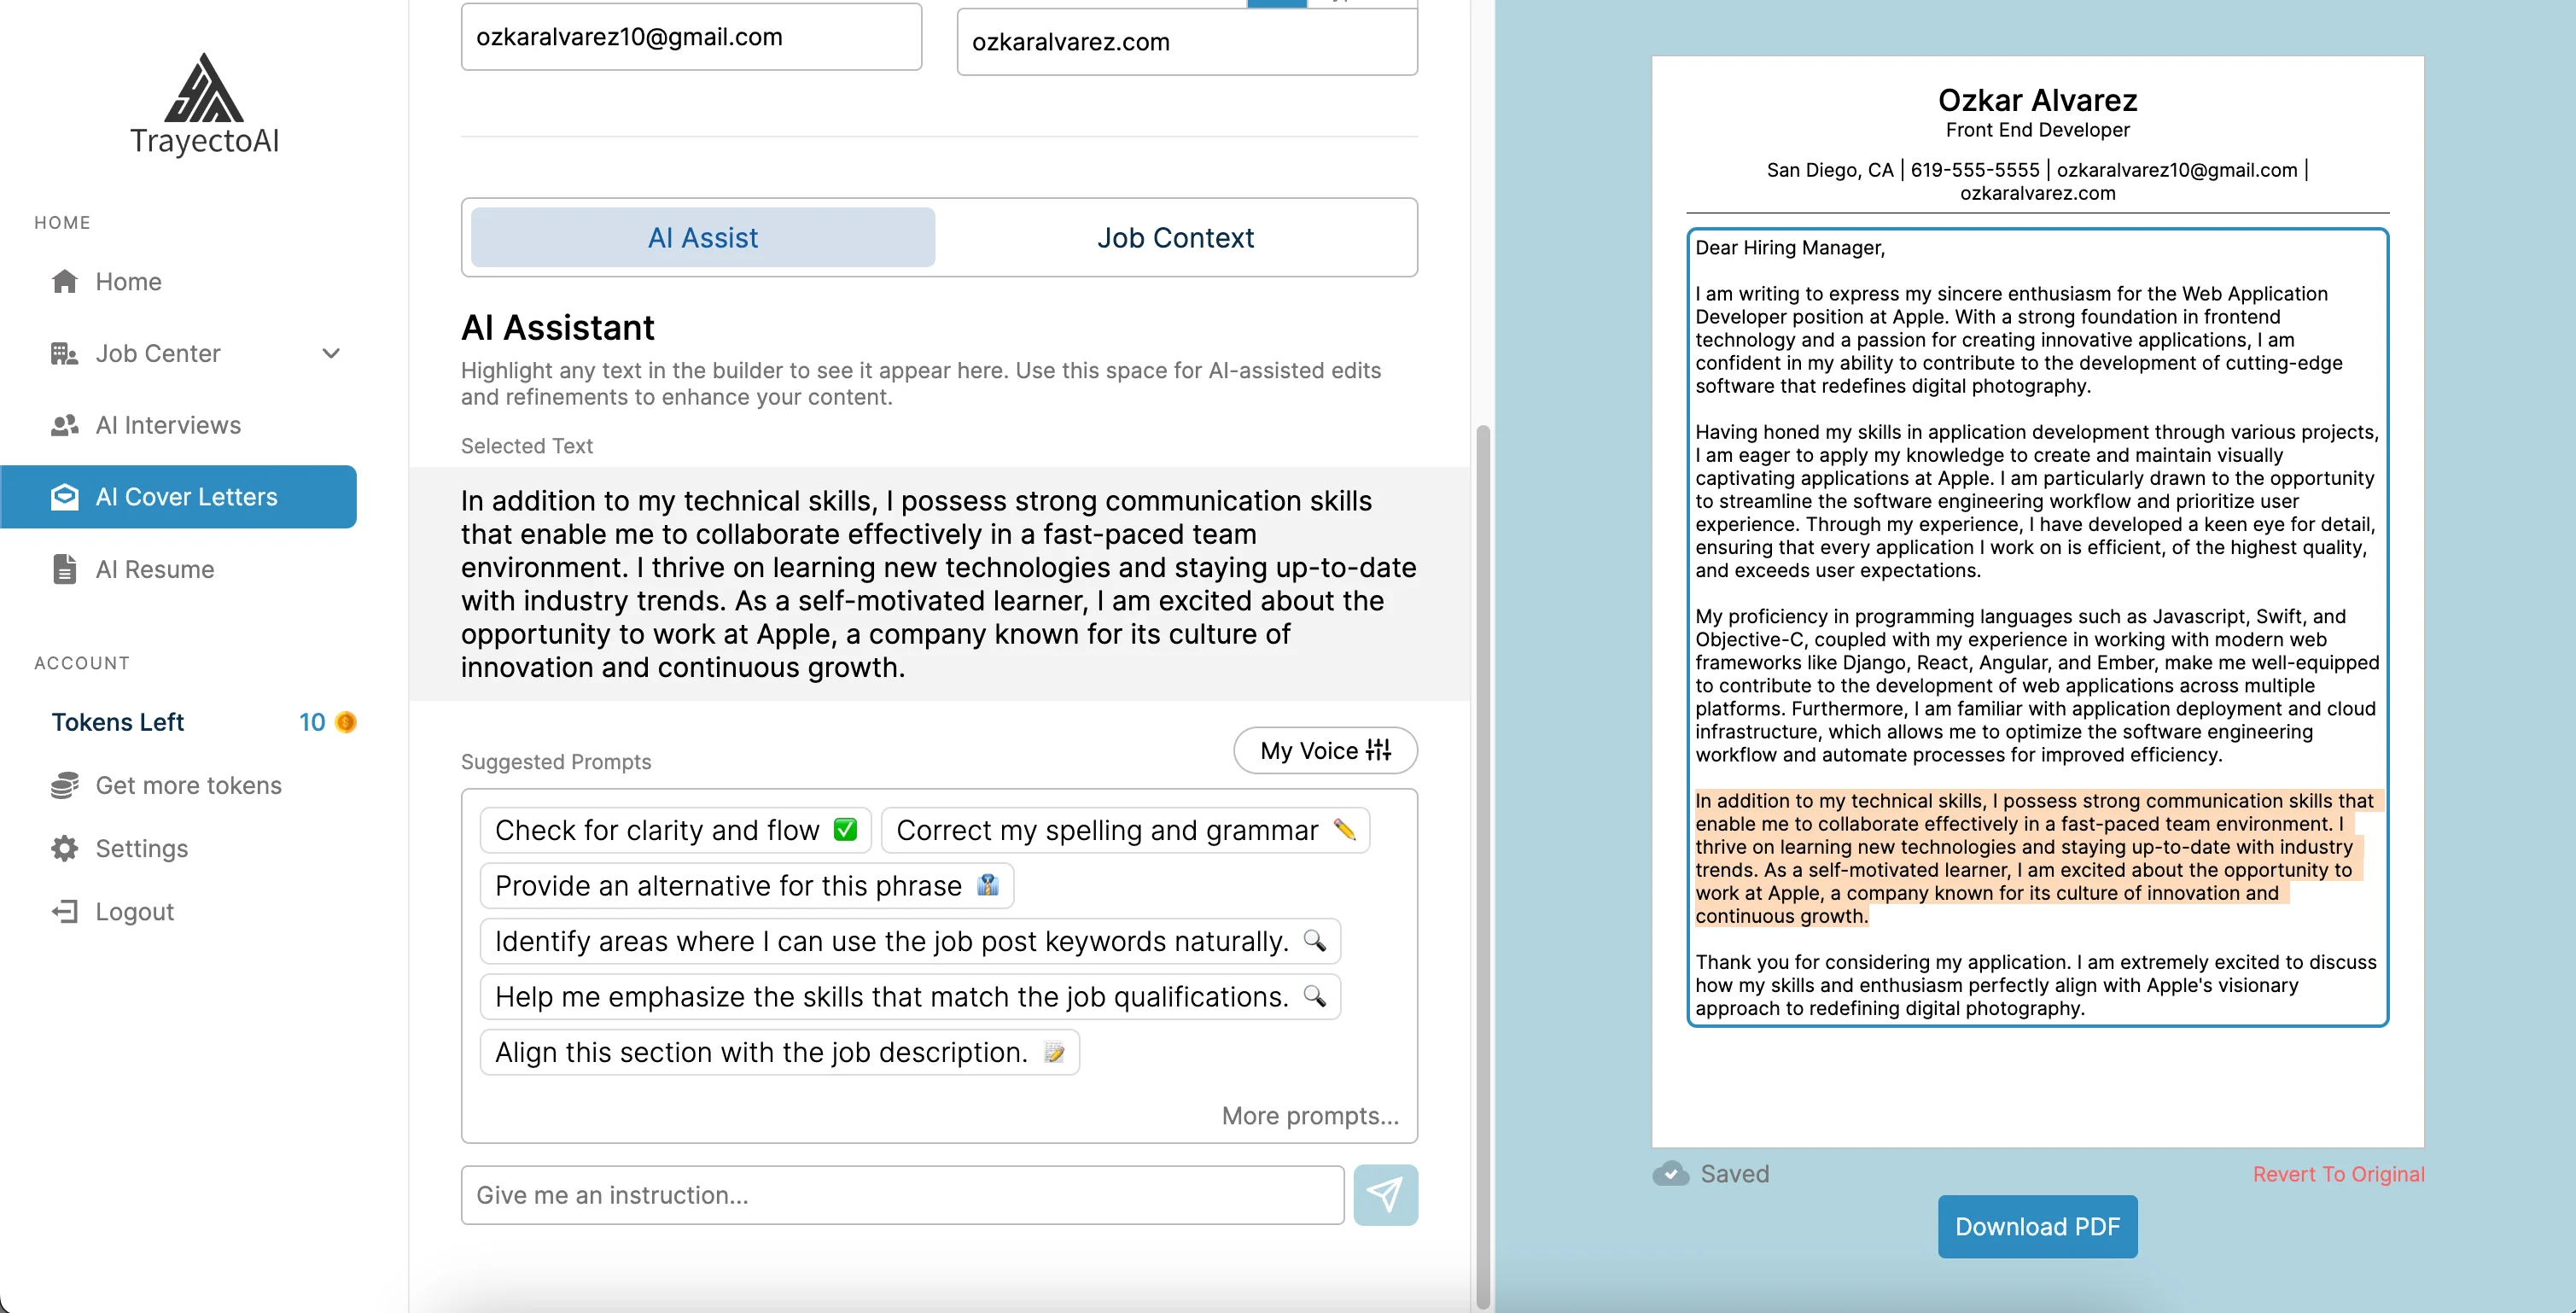 TrayectoAI
HOME
Home
Job Center
AI Interviews
AI Cover Letters
AI Resume
ACCOUNT
Tokens Left 10
Get more tokens
Settings
Logout
ozkaralvarez10@gmail.com
ozkaralvarez.com
AI Assist
Job Context
AI Assistant
Highlight any text in the builder to see it appear here. Use this space for AI-assisted edits
and refinements to enhance your content.
Selected Text
In addition to my technical skills, I possess strong communication skills
that enable me to collaborate effectively in a fast-paced team
environment. I thrive on learning new technologies and staying up-to-date
with industry trends. As a self-motivated learner, I am excited about the
opportunity to work at Apple, a company known for its culture of
innovation and continuous growth.
Suggested Prompts
My Voice
Check for clarity and flow ✅
Correct my spelling and grammar ✏️
Provide an alternative for this phrase 👔
Identify areas where I can use the job post keywords naturally. 🔍
Help me emphasize the skills that match the job qualifications. 🔍
Align this section with the job description. 📝
More prompts...
Give me an instruction...
Ozkar Alvarez
Front End Developer
San Diego, CA | 619-555-5555 | ozkaralvarez10@gmail.com |
ozkaralvarez.com
Dear Hiring Manager,
I am writing to express my sincere enthusiasm for the Web Application
Developer position at Apple. With a strong foundation in frontend
technology and a passion for creating innovative applications, I am
confident in my ability to contribute to the development of cutting-edge
software that redefines digital photography.
Having honed my skills in application development through various projects,
I am eager to apply my knowledge to create and maintain visually
captivating applications at Apple. I am particularly drawn to the opportunity
to streamline the software engineering workflow and prioritize user
experience. Through my experience, I have developed a keen eye for detail,
ensuring that every application I work on is efficient, of the highest quality,
and exceeds user expectations.
My proficiency in programming languages such as Javascript, Swift, and
Objective-C, coupled with my experience in working with modern web
frameworks like Django, React, Angular, and Ember, make me well-equipped
to contribute to the development of web applications across multiple
platforms. Furthermore, I am familiar with application deployment and cloud
infrastructure, which allows me to optimize the software engineering
workflow and automate processes for improved efficiency.
In addition to my technical skills, I possess strong communication skills that
enable me to collaborate effectively in a fast-paced team environment. I
thrive on learning new technologies and staying up-to-date with industry
trends. As a self-motivated learner, I am excited about the opportunity to
work at Apple, a company known for its culture of innovation and
continuous growth.
Thank you for considering my application. I am extremely excited to discuss
how my skills and enthusiasm perfectly align with Apple's visionary
approach to redefining digital photography.
Saved
Revert To Original
Download PDF